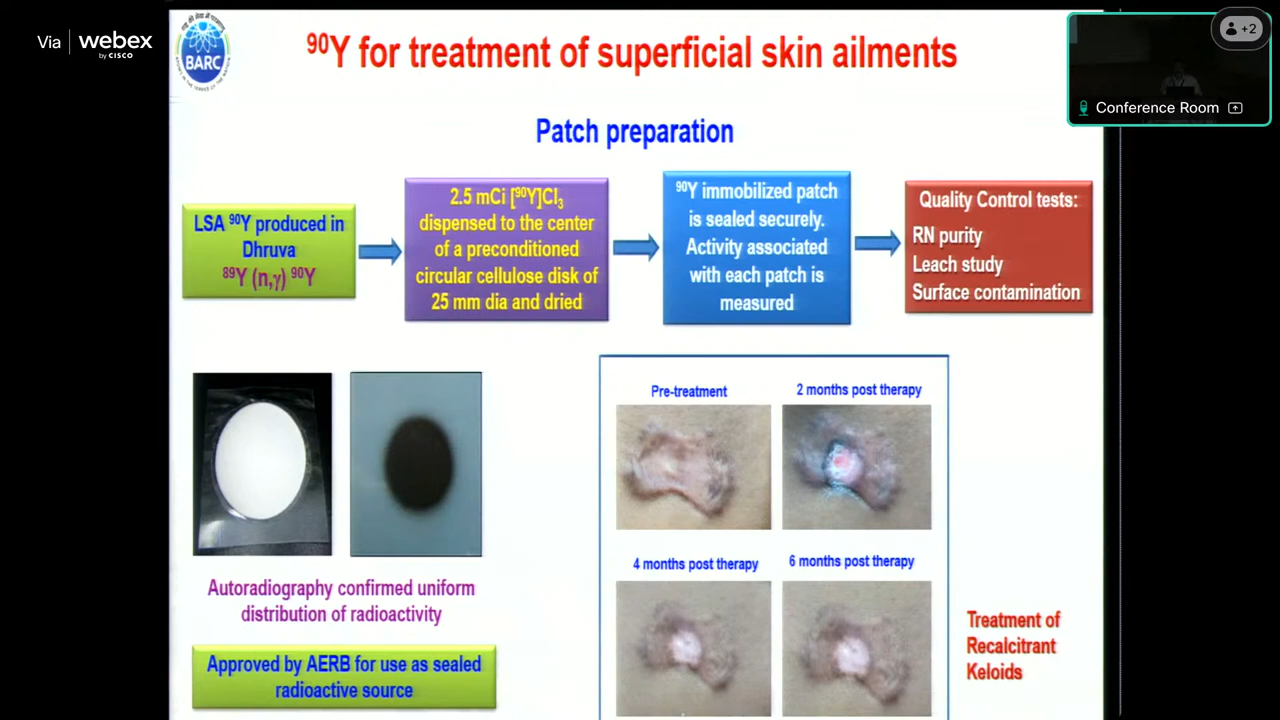 Via webex
by CISCO
BARC
⁹⁰Y for treatment of superficial skin ailments
+2
Conference Room
Patch preparation
LSA ⁹⁰Y produced in
Dhruva
⁸⁹Y (n,γ) ⁹⁰Y
2.5 mCi [⁹⁰Y]Cl₃
dispensed to the center
of a preconditioned
circular cellulose disk of
25 mm dia and dried
⁹⁰Y immobilized patch
is sealed securely.
Activity associated
with each patch is
measured
Quality Control tests:
RN purity
Leach study
Surface contamination
Autoradiography confirmed uniform
distribution of radioactivity
Approved by AERB for use as sealed
radioactive source
Pre-treatment
2 months post therapy
4 months post therapy
6 months post therapy
Treatment of
Recalcitrant
Keloids